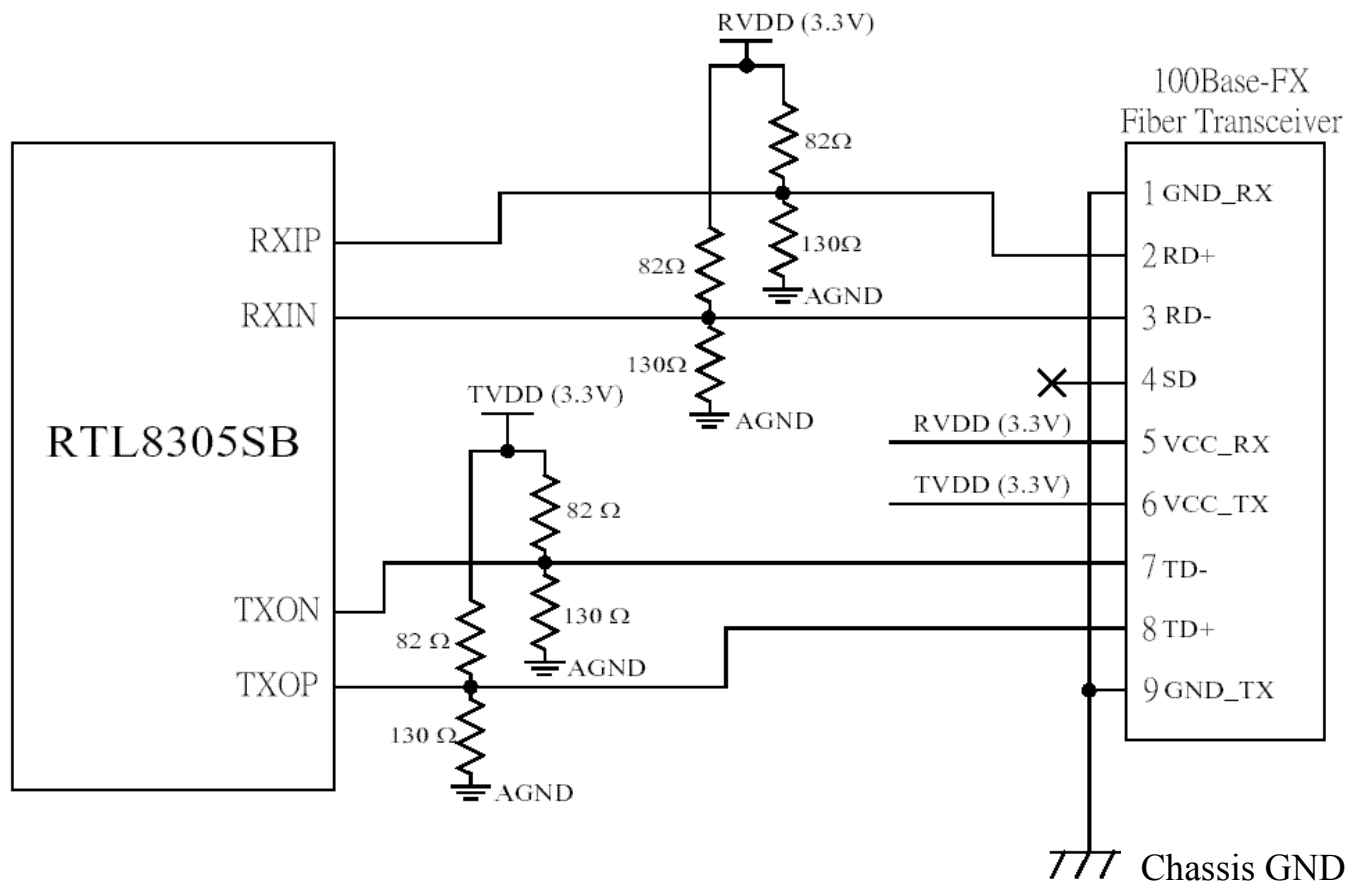 RVDD (3.3V)
100Base-FX
Fiber Transceiver
82Ω
1 GND_RX
RXIP
130Ω
2 RD+
82Ω
AGND
RXIN
3 RD-
130Ω
4 SD
TVDD (3.3V)
AGND
RVDD (3.3V)
5 VCC_RX
RTL8305SB
TVDD (3.3V)
6 VCC_TX
82 Ω
7 TD-
TXON
130 Ω
8 TD+
82 Ω
AGND
TXOP
9 GND_TX
130 Ω
AGND
Chassis GND